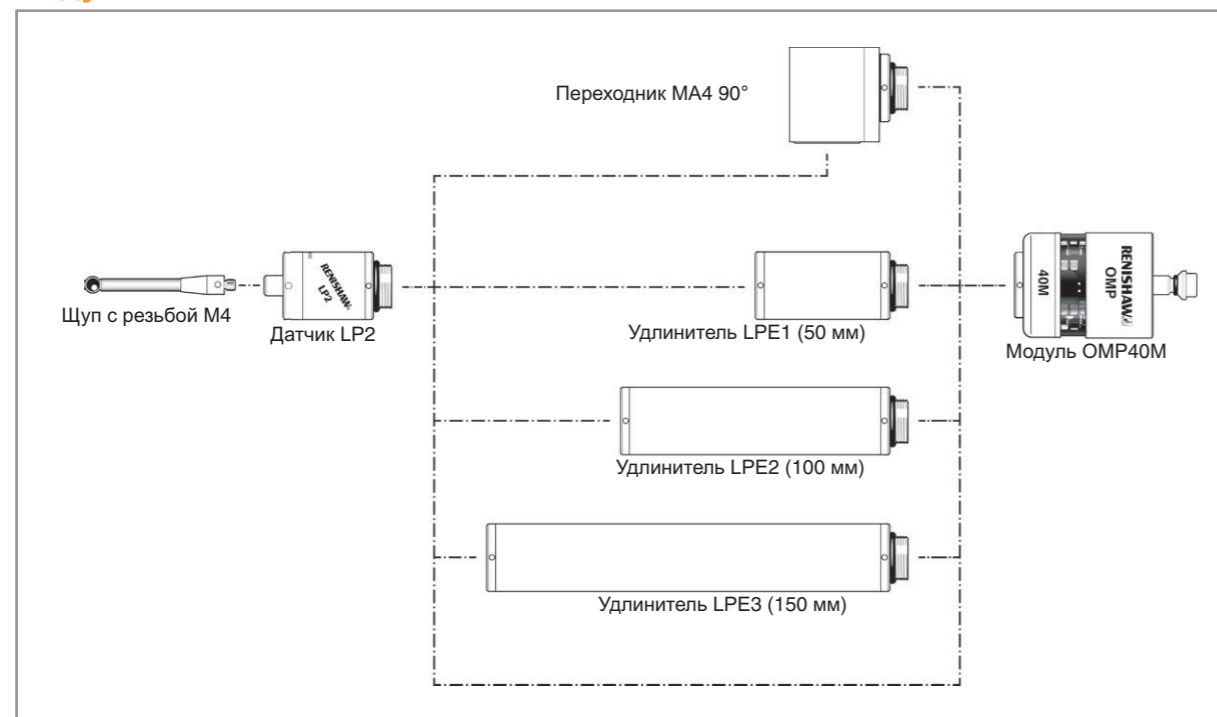 Переходник MA4 90°
RENISHAW
LP2
40M
RENISHAW
OMP
Щуп с резьбой M4
Датчик LP2
Удлинитель LPE1 (50 мм)
Модуль OMP40M
Удлинитель LPE2 (100 мм)
Удлинитель LPE3 (150 мм)